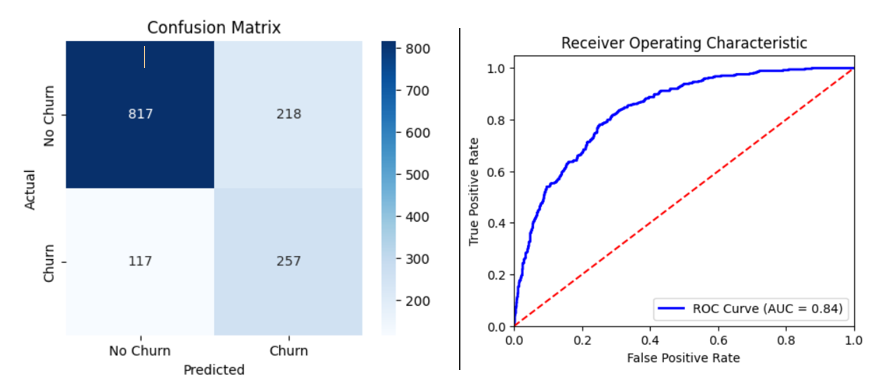 Confusion Matrix
No Churn
Churn
Actual
817
218
117
257
No Churn
Churn
Predicted
800
700
600
500
400
300
200
Receiver Operating Characteristic
True Positive Rate
1.0
0.8
0.6
0.4
0.2
0.0
ROC Curve (AUC = 0.84)
0.0
0.2
0.4
0.6
0.8
1.0
False Positive Rate